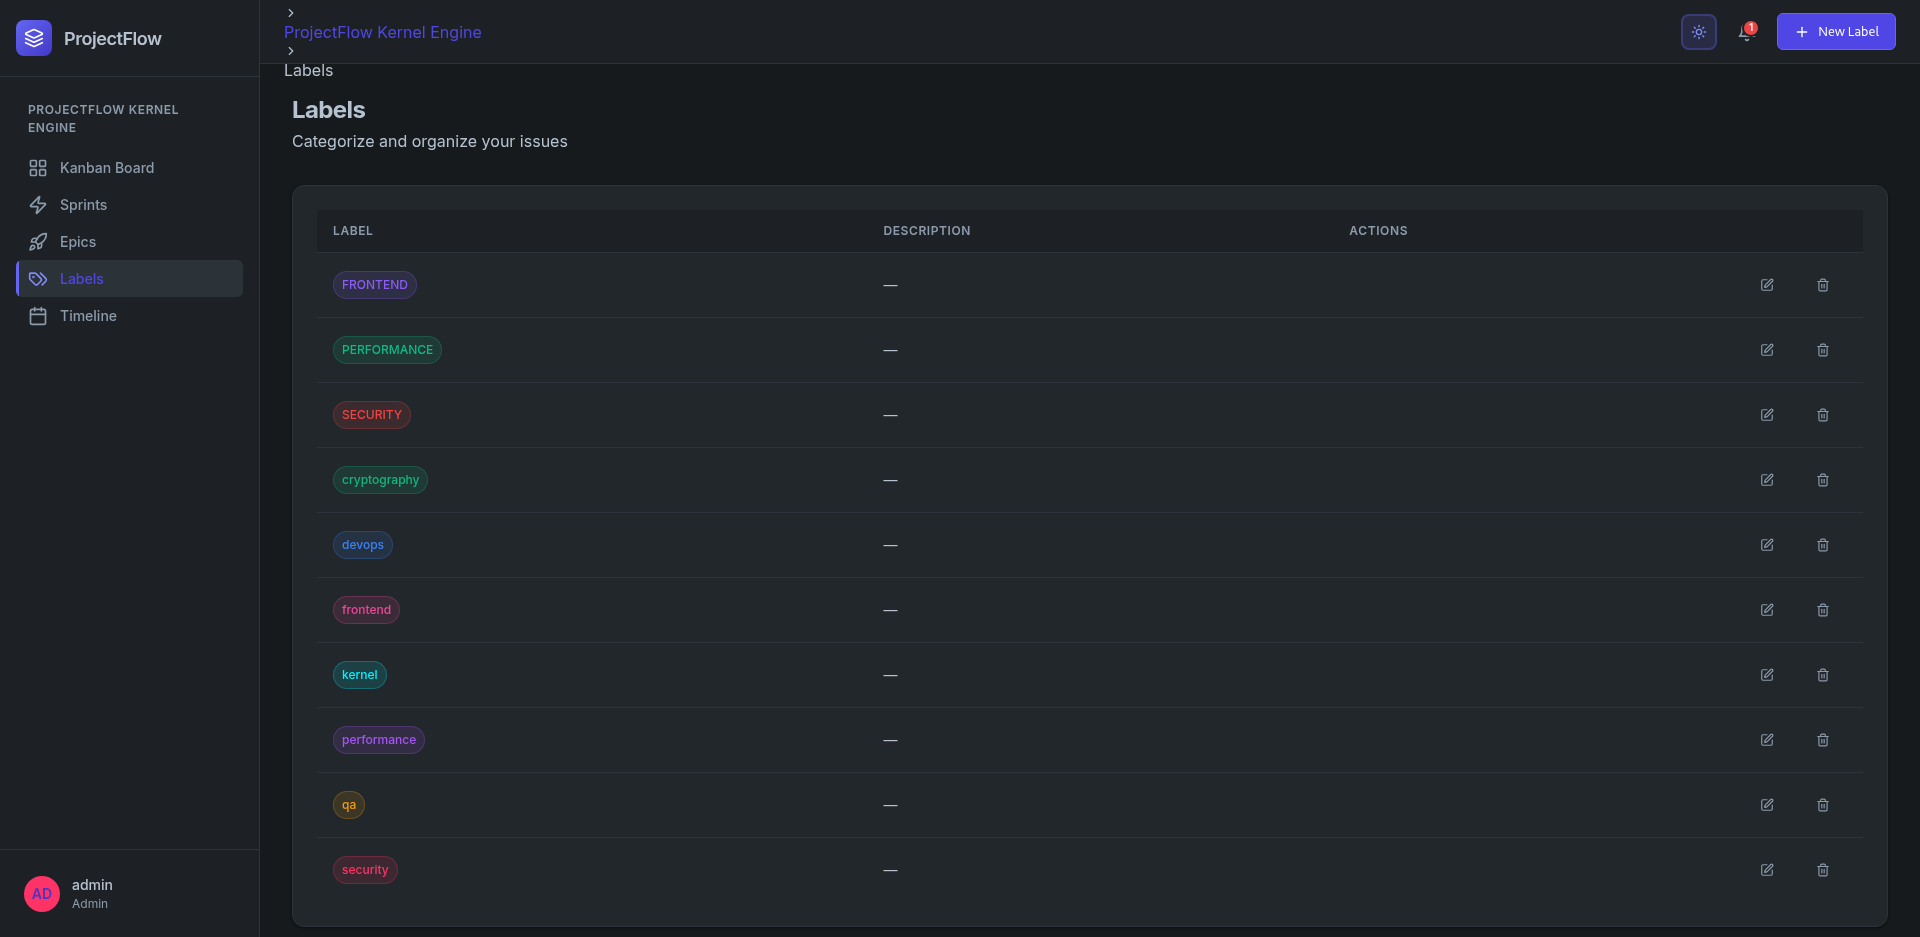 ProjectFlow
PROJECTFLOW KERNEL
ENGINE
Kanban Board
Sprints
Epics
Labels
Timeline
AD
admin
Admin
ProjectFlow Kernel Engine
Labels
1
New Label
Labels
Categorize and organize your issues
LABEL DESCRIPTION ACTIONS
FRONTEND —
PERFORMANCE —
SECURITY —
cryptography —
devops —
frontend —
kernel —
performance —
qa —
security —